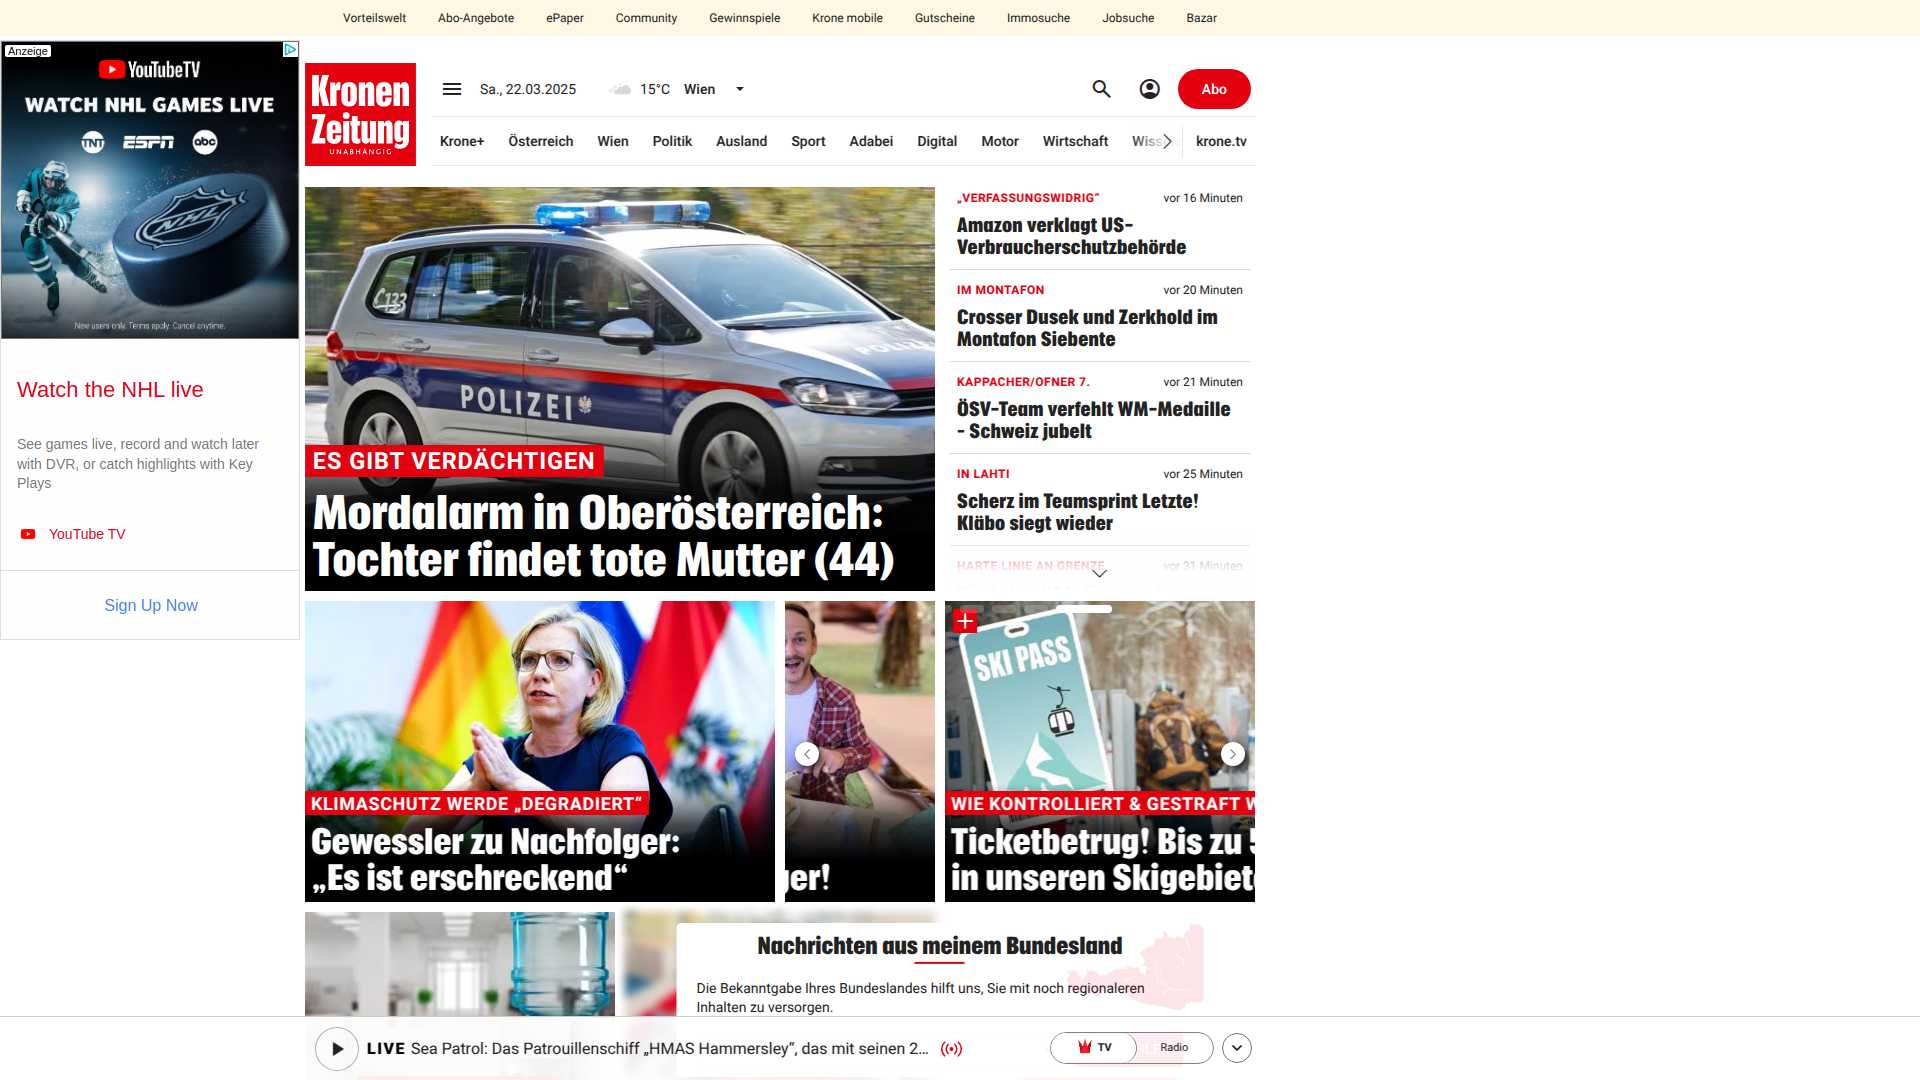 Vorteilswelt Abo-Angebote ePaper Community Gewinnspiele Krone mobile Gutscheine Immosuche Jobsuche Bazar
Anzeige
YouTubeTV
WATCH NHL GAMES LIVE
TNT ESPN abc
NHL
New users only. Terms apply. Cancel anytime.
Watch the NHL live
See games live, record and watch later
with DVR, or catch highlights with Key
Plays
YouTube TV
Sign Up Now
Kronen
Zeitung
UNABHÄNGIG
Sa., 22.03.2025 15°C Wien
Abo
Krone+ Österreich Wien Politik Ausland Sport Adabei Digital Motor Wirtschaft Wiss krone.tv
133
POLIZEI
POLIZEI
ES GIBT VERDÄCHTIGEN
Mordalarm in Oberösterreich:
Tochter findet tote Mutter (44)
„VERFASSUNGSWIDRIG“ vor 16 Minuten
Amazon verklagt US-
Verbraucherschutzbehörde
IM MONTAFON vor 20 Minuten
Crosser Dusek und Zerkhold im
Montafon Siebente
KAPPACHER/OFNER 7. vor 21 Minuten
ÖSV-Team verfehlt WM-Medaille
- Schweiz jubelt
IN LAHTI vor 25 Minuten
Scherz im Teamsprint Letzte!
Kläbo siegt wieder
HARTE LINIE AN GRENZE vor 31 Minuten
KLIMASCHUTZ WERDE „DEGRADIERT“
Gewessler zu Nachfolger:
„Es ist erschreckend“
ger!
SKI PASS
WIE KONTROLLIERT & GESTRAFT W
Ticketbetrug! Bis zu 5
in unseren Skigebiete
Nachrichten aus meinem Bundesland
Die Bekanntgabe Ihres Bundeslandes hilft uns, Sie mit noch regionaleren
Inhalten zu versorgen.
LIVE Sea Patrol: Das Patrouillenschiff „HMAS Hammersley“, das mit seinen 2...
TV Radio